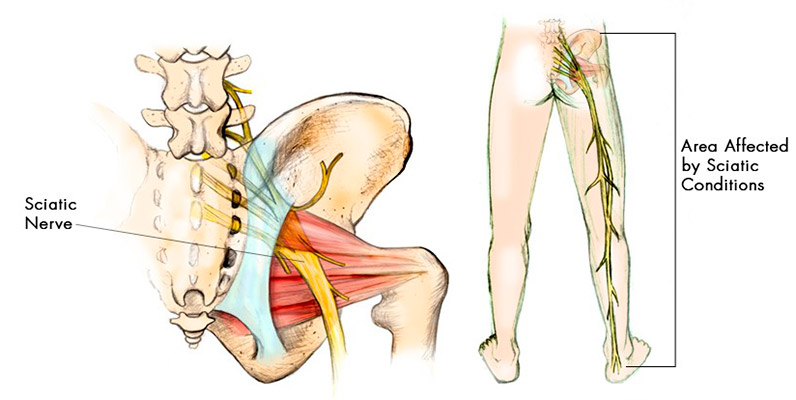 Sciatic
Nerve
Area Affected
by Sciatic
Conditions